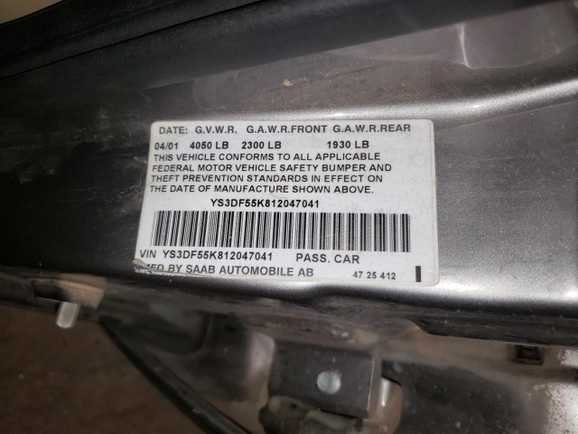 DATE: G.V.W.R. G.A.W.R.FRONT G.A.W.R.REAR
04/01 4050 LB 2300 LB 1930 LB
THIS VEHICLE CONFORMS TO ALL APPLICABLE
FEDERAL MOTOR VEHICLE SAFETY BUMPER AND
THEFT PREVENTION STANDARDS IN EFFECT ON
THE DATE OF MANUFACTURE SHOWN ABOVE.
YS3DF55K812047041
VIN YS3DF55K812047041 PASS. CAR
MFD BY SAAB AUTOMOBILE AB 47 25 412